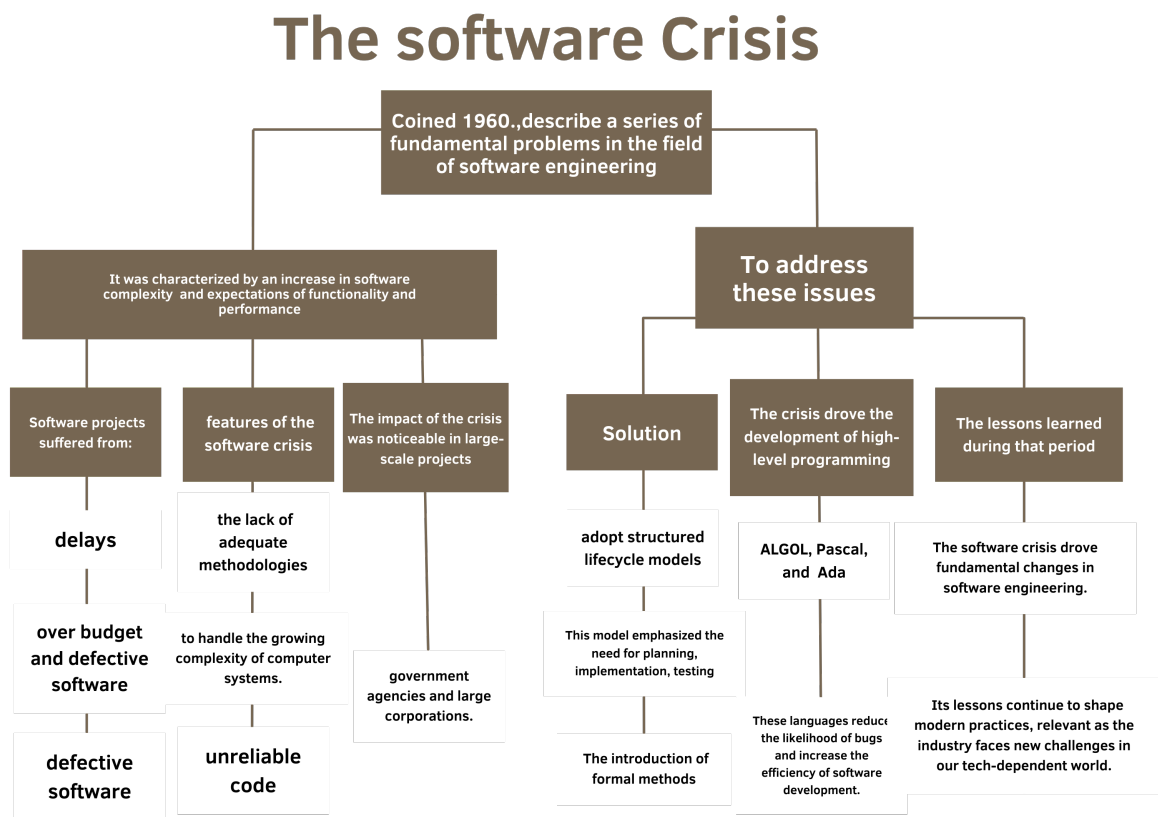 The software Crisis
Coined 1960.,describe a series of
fundamental problems in the field
of software engineering
It was characterized by an increase in software
complexity and expectations of functionality and
performance
To address
these issues
Software projects
suffered from:
features of the
software crisis
The impact of the crisis
was noticeable in large-
scale projects
Solution
The crisis drove the
development of high-
level programming
The lessons learned
during that period
delays
over budget
and defective
software
defective
software
the lack of
adequate
methodologies
to handle the growing
complexity of computer
systems.
unreliable
code
government
agencies and large
corporations.
adopt structured
lifecycle models
This model emphasized the
need for planning,
implementation, testing
The introduction of
formal methods
ALGOL, Pascal,
and Ada
These languages reduce
the likelihood of bugs
and increase the
efficiency of software
development.
The software crisis drove
fundamental changes in
software engineering.
Its lessons continue to shape
modern practices, relevant as the
industry faces new challenges in
our tech-dependent world.